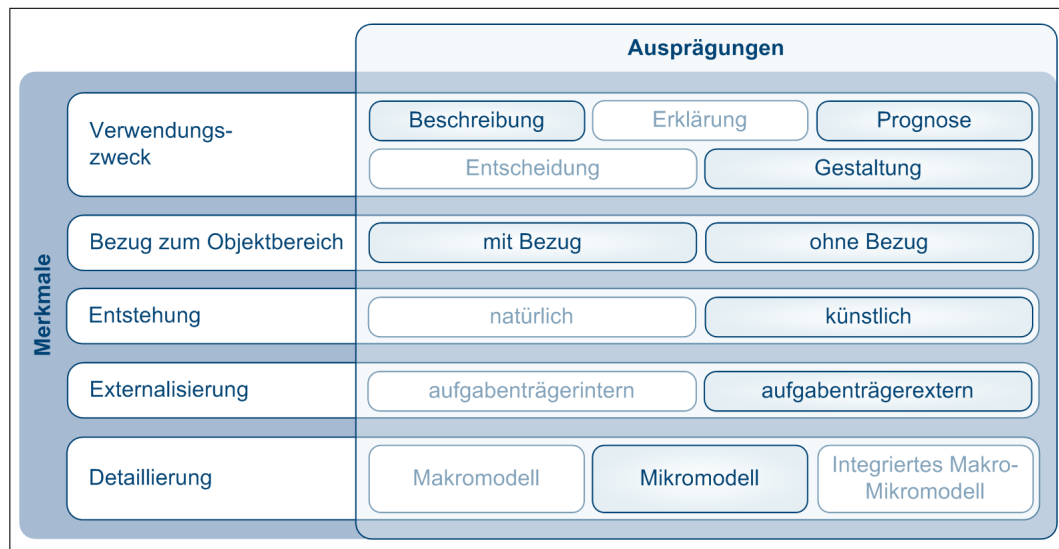 Ausprägungen
Merkmale
Verwendungs-
zweck
Beschreibung
Erklärung
Prognose
Entscheidung
Gestaltung
Bezug zum Objektbereich
mit Bezug
ohne Bezug
Entstehung
natürlich
künstlich
Externalisierung
aufgabenträgerintern
aufgabenträgerextern
Detaillierung
Makromodell
Mikromodell
Integriertes Makro-
Mikromodell